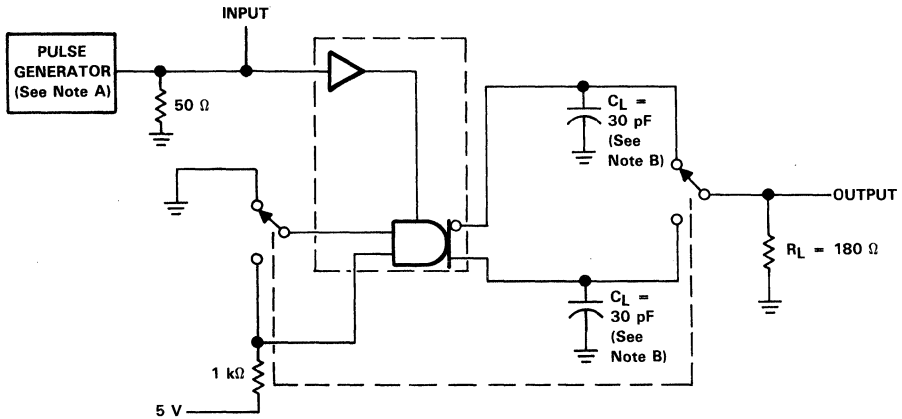 INPUT
PULSE
GENERATOR
(See Note A)
50 Ω
C_L =
30 pF
(See
Note B)
OUTPUT
R_L = 180 Ω
C_L =
30 pF
(See
Note B)
1 kΩ
5 V